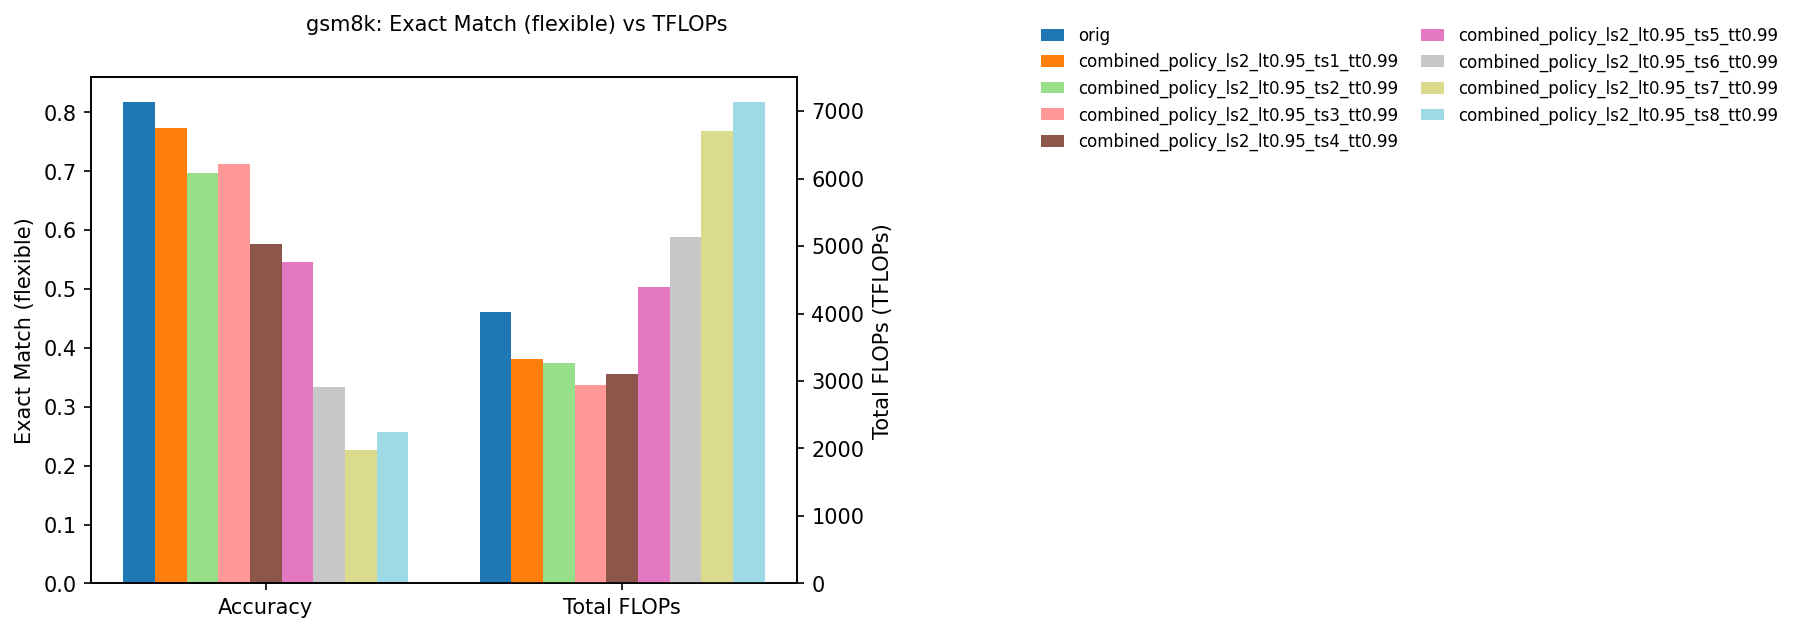 gsm8k: Exact Match (flexible) vs TFLOPs
orig
combined_policy_ls2_lt0.95_ts1_tt0.99
combined_policy_ls2_lt0.95_ts2_tt0.99
combined_policy_ls2_lt0.95_ts3_tt0.99
combined_policy_ls2_lt0.95_ts4_tt0.99
combined_policy_ls2_lt0.95_ts5_tt0.99
combined_policy_ls2_lt0.95_ts6_tt0.99
combined_policy_ls2_lt0.95_ts7_tt0.99
combined_policy_ls2_lt0.95_ts8_tt0.99
Exact Match (flexible)
0.8
0.7
0.6
0.5
0.4
0.3
0.2
0.1
0.0
7000
6000
5000
4000
3000
2000
1000
0
Total FLOPs (TFLOPs)
Accuracy
Total FLOPs